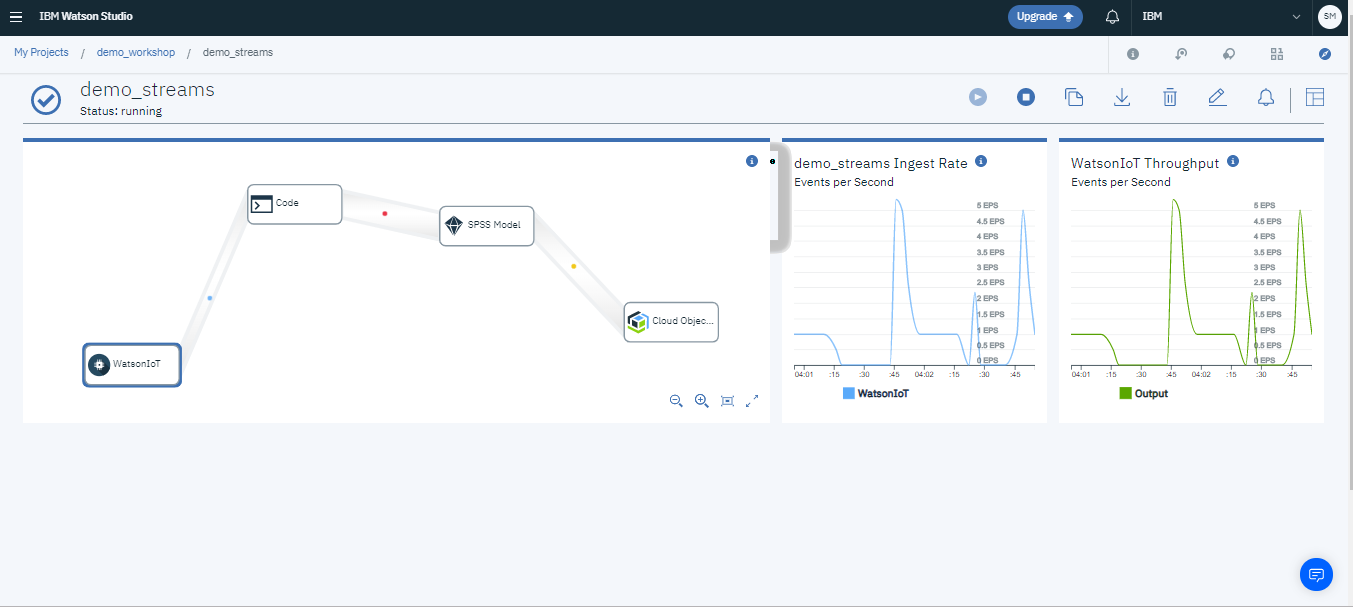 IBM Watson Studio
Upgrade
IBM
SM
My Projects / demo_workshop / demo_streams
demo_streams
Status: running
Code
SPSS Model
Cloud Objec...
WatsonIoT
demo_streams Ingest Rate
Events per Second
5 EPS
4.5 EPS
4 EPS
3.5 EPS
3 EPS
2.5 EPS
2 EPS
1.5 EPS
1 EPS
0.5 EPS
0 EPS
04:01 :15 :30 :45 04:02 :15 :30 :45
WatsonIoT
WatsonIoT Throughput
Events per Second
5 EPS
4.5 EPS
4 EPS
3.5 EPS
3 EPS
2.5 EPS
2 EPS
1.5 EPS
1 EPS
0.5 EPS
0 EPS
04:01 :15 :30 :45 04:02 :15 :30 :45
Output